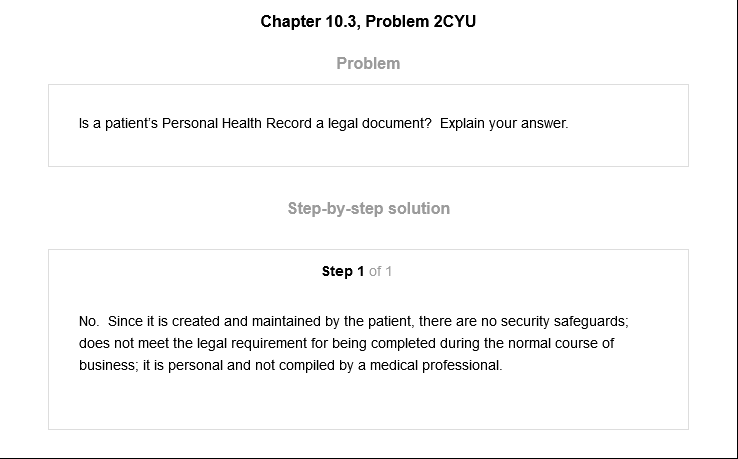 Chapter 10.3, Problem 2CYU
Problem
Is a patient's Personal Health Record a legal document?  Explain your answer.
Step-by-step solution
Step 1 of 1
No.  Since it is created and maintained by the patient, there are no security safeguards;
does not meet the legal requirement for being completed during the normal course of
business; it is personal and not compiled by a medical professional.